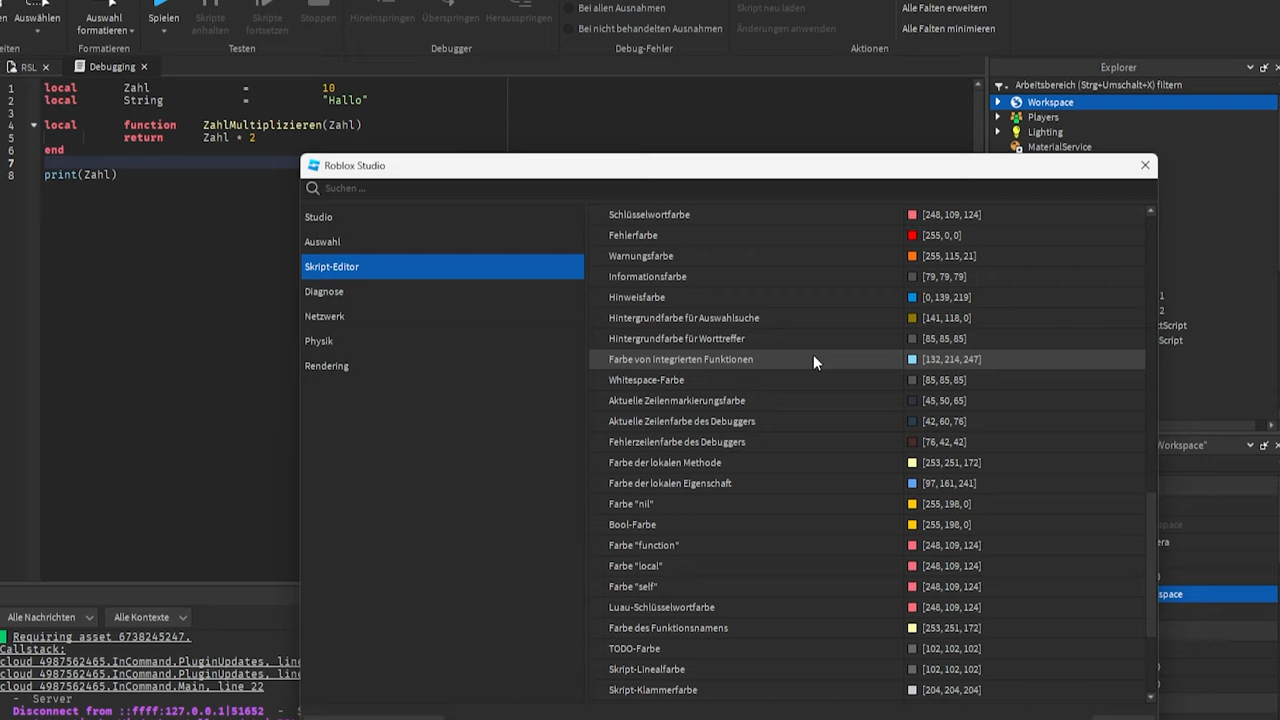 Auswählen
Auswahl
formatieren
Spielen
Skripte
anhalten
Skripte
fortsetzen
Stoppen
Hineinspringen
Überspringen
Herausspringen
Bei allen Ausnahmen
Bei nicht behandelten Ausnahmen
Skript neu laden
Änderungen anwenden
Alle Falten erweitern
Alle Falten minimieren
Formatieren
Testen
Debugger
Debug-Fehler
Aktionen
RSL
Debugging
1 local Zahl = 10
2 local String = "Hallo"
3
4 local function ZahlMultiplizieren(Zahl)
5 return Zahl * 2
6 end
7
8 print(Zahl)
Explorer
Arbeitsbereich (Strg+Umschalt+X) filtern
Workspace
Players
Lighting
MaterialService
Roblox Studio
Suchen ...
Studio
Auswahl
Skript-Editor
Diagnose
Netzwerk
Physik
Rendering
Schlüsselwortfarbe [248, 109, 124]
Fehlerfarbe [255, 0, 0]
Warnungsfarbe [255, 115, 21]
Informationsfarbe [79, 79, 79]
Hinweisfarbe [0, 139, 219]
Hintergrundfarbe für Auswahlsuche [141, 118, 0]
Hintergrundfarbe für Worttreffer [85, 85, 85]
Farbe von integrierten Funktionen [132, 214, 247]
Whitespace-Farbe [85, 85, 85]
Aktuelle Zeilenmarkierungsfarbe [45, 50, 65]
Aktuelle Zeilenfarbe des Debuggers [42, 60, 76]
Fehlerzeilenfarbe des Debuggers [76, 42, 42]
Farbe der lokalen Methode [253, 251, 172]
Farbe der lokalen Eigenschaft [97, 161, 241]
Farbe "nil" [255, 198, 0]
Bool-Farbe [255, 198, 0]
Farbe "function" [248, 109, 124]
Farbe "local" [248, 109, 124]
Farbe "self" [248, 109, 124]
Luau-Schlüsselwortfarbe [248, 109, 124]
Farbe des Funktionsnamens [253, 251, 172]
TODO-Farbe [102, 102, 102]
Skript-Linealfarbe [102, 102, 102]
Skript-Klammerfarbe [204, 204, 204]
Alle Nachrichten
Alle Kontexte
Requiring asset 6738245247.
Callstack:
cloud_4987562465.InCommand.PluginUpdates, line
cloud_4987562465.InCommand.PluginUpdates, line
cloud_4987562465.InCommand.Main, line 22
- Server
Disconnect from ::ffff:127.0.0.1|51652 -